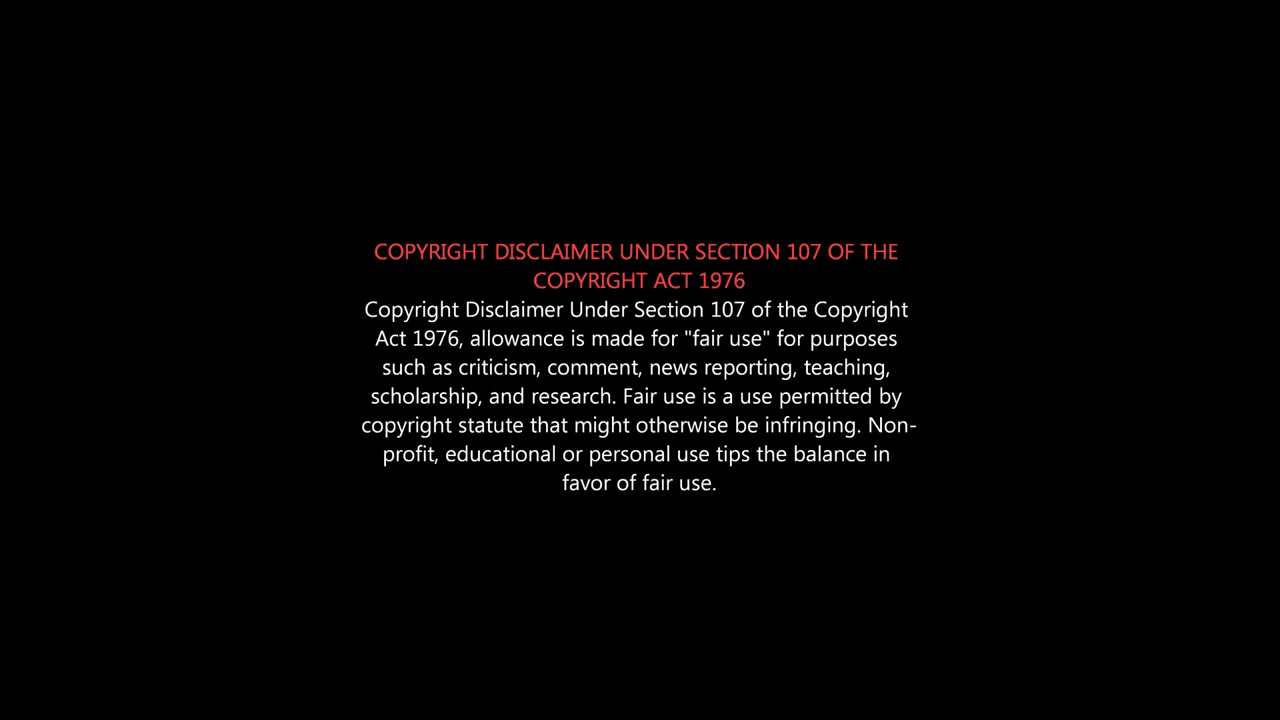 COPYRIGHT DISCLAIMER UNDER SECTION 107 OF THE
COPYRIGHT ACT 1976
Copyright Disclaimer Under Section 107 of the Copyright
Act 1976, allowance is made for "fair use" for purposes
such as criticism, comment, news reporting, teaching,
scholarship, and research. Fair use is a use permitted by
copyright statute that might otherwise be infringing. Non-
profit, educational or personal use tips the balance in
favor of fair use.